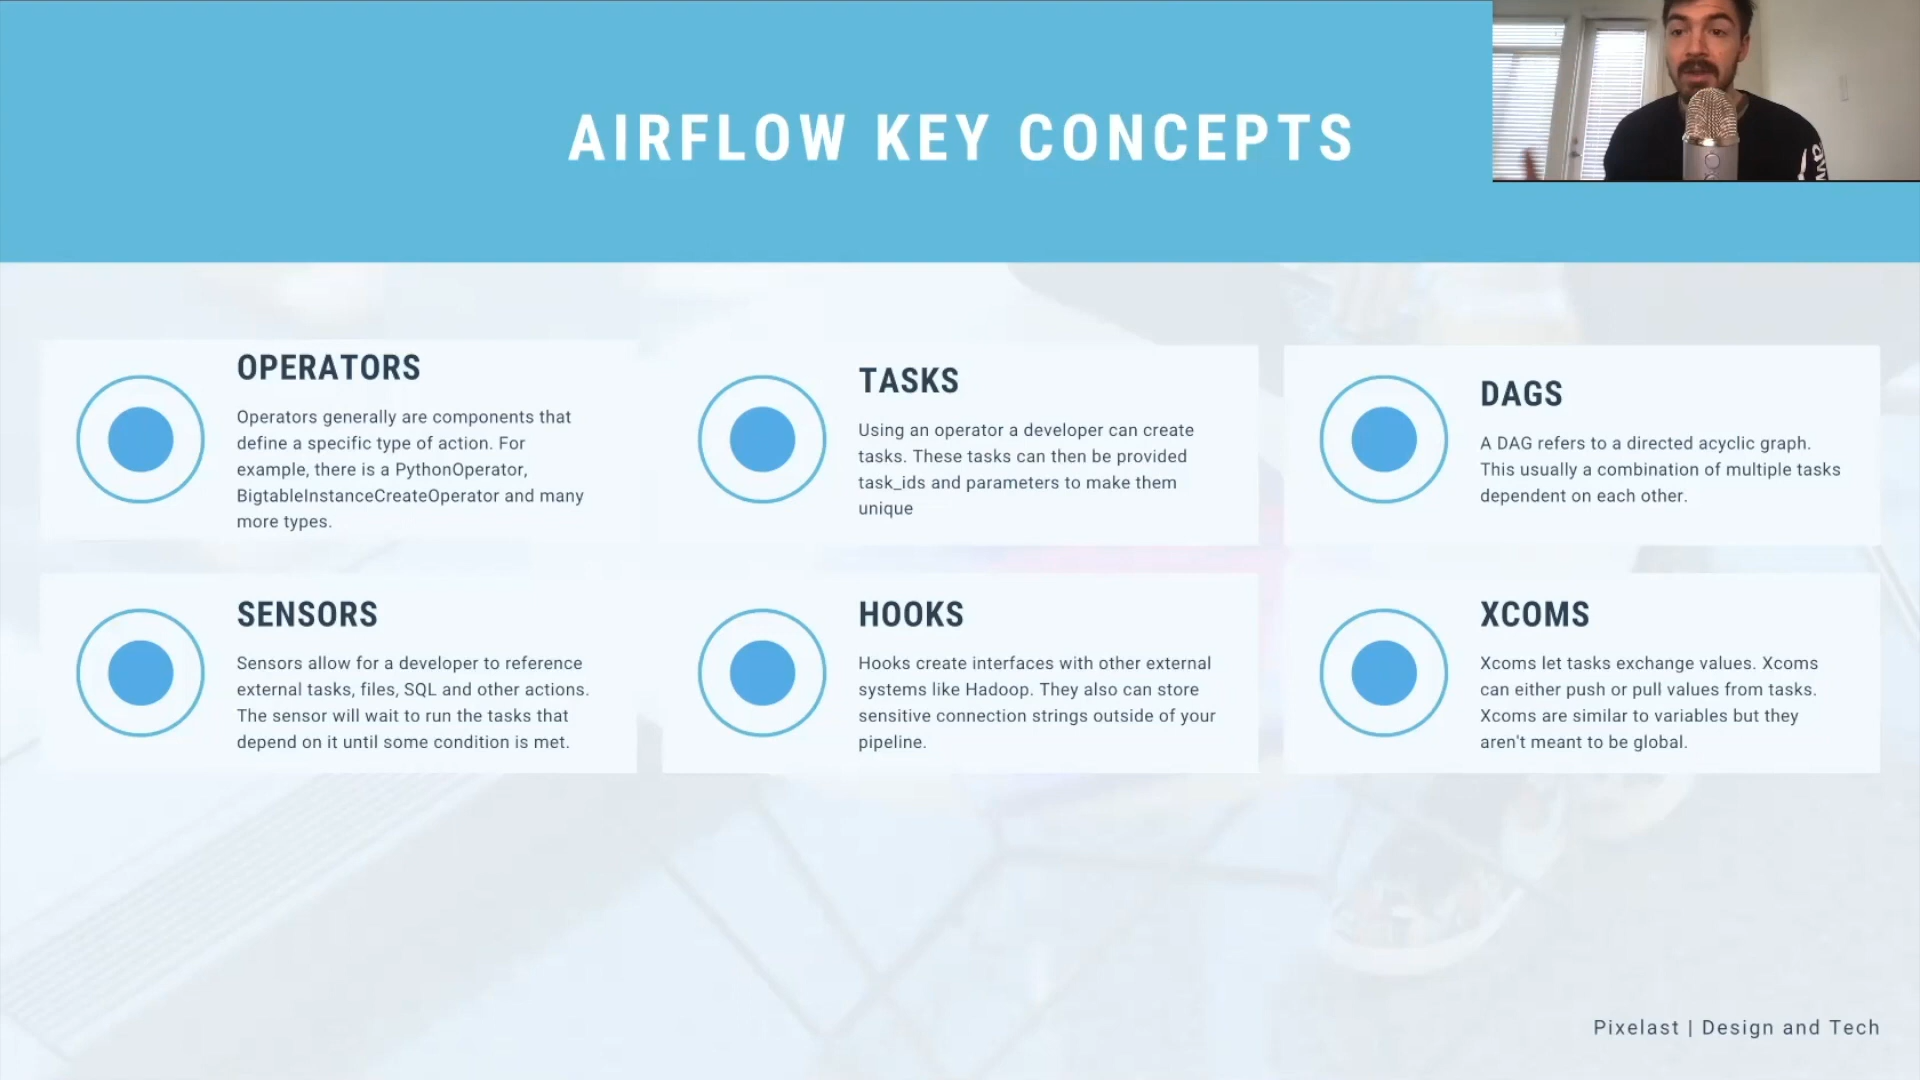 AIRFLOW KEY CONCEPTS
OPERATORS
Operators generally are components that
define a specific type of action. For
example, there is a PythonOperator,
BigtableInstanceCreateOperator and many
more types.
TASKS
Using an operator a developer can create
tasks. These tasks can then be provided
task_ids and parameters to make them
unique
DAGS
A DAG refers to a directed acyclic graph.
This usually a combination of multiple tasks
dependent on each other.
SENSORS
Sensors allow for a developer to reference
external tasks, files, SQL and other actions.
The sensor will wait to run the tasks that
depend on it until some condition is met.
HOOKS
Hooks create interfaces with other external
systems like Hadoop. They also can store
sensitive connection strings outside of your
pipeline.
XCOMS
Xcoms let tasks exchange values. Xcoms
can either push or pull values from tasks.
Xcoms are similar to variables but they
aren't meant to be global.
Pixelast | Design and Tech